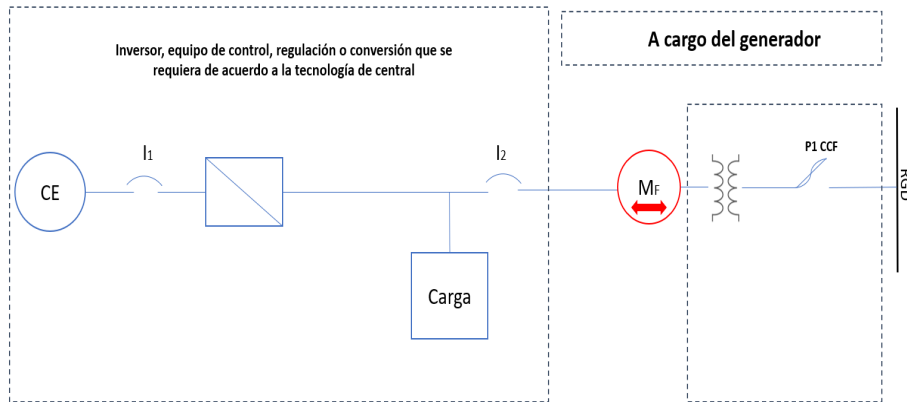 Inversor, equipo de control, regulación o conversión que se
requiera de acuerdo a la tecnología de central
A cargo del generador
CE
I1
I2
MF
P1 CCF
RGD
Carga